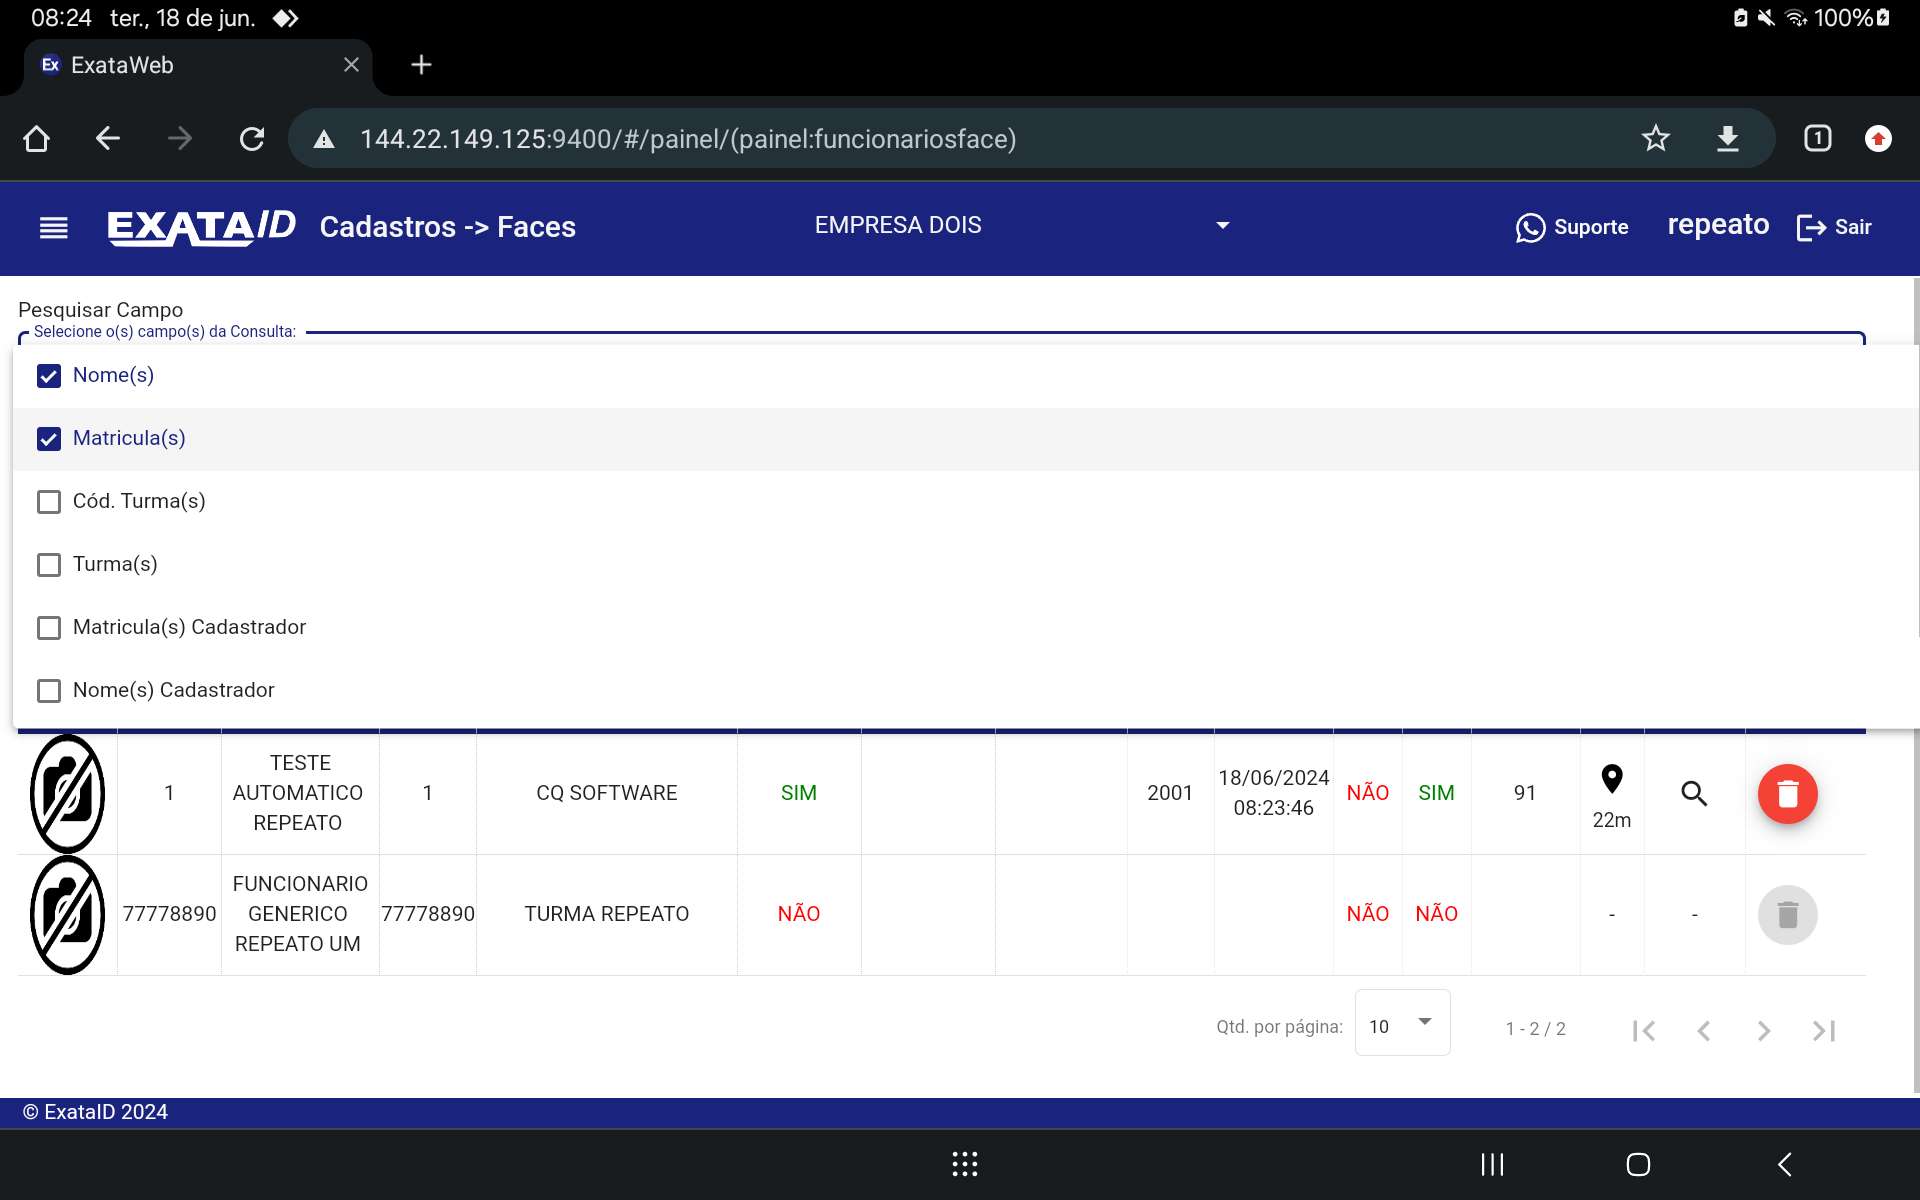 08:24 ter., 18 de jun. 100%
Ex ExataWeb
144.22.149.125:9400/#/painel/(painel:funcionariosface) 1
EXATAID Cadastros -> Faces EMPRESA DOIS Suporte repeato Sair
Pesquisar Campo
Selecione o(s) campo(s) da Consulta:
Nome(s)
Matricula(s)
Cód. Turma(s)
Turma(s)
Matricula(s) Cadastrador
Nome(s) Cadastrador
1 TESTE AUTOMATICO REPEATO 1 CQ SOFTWARE SIM 2001 18/06/2024 08:23:46 NÃO SIM 91 22m
77778890 FUNCIONARIO GENERICO REPEATO UM 77778890 TURMA REPEATO NÃO NÃO NÃO - -
Qtd. por página: 10 1 - 2 / 2
© ExataID 2024